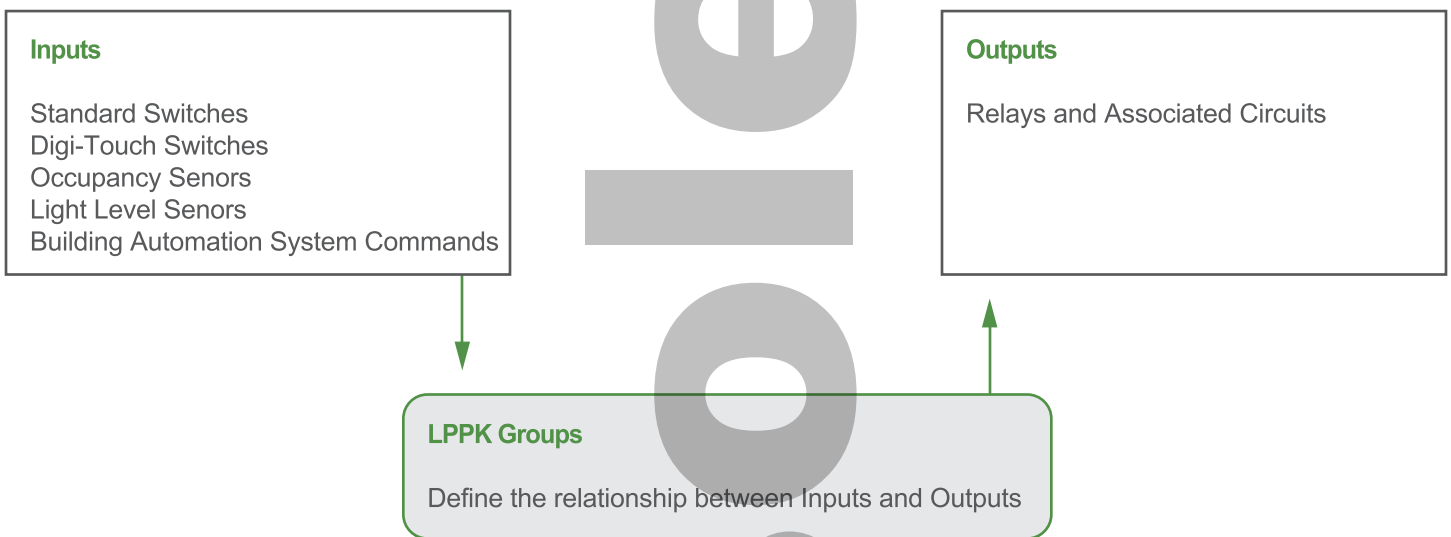 Inputs
Standard Switches
Digi-Touch Switches
Occupancy Senors
Light Level Senors
Building Automation System Commands
Outputs
Relays and Associated Circuits
LPPK Groups
Define the relationship between Inputs and Outputs
ole